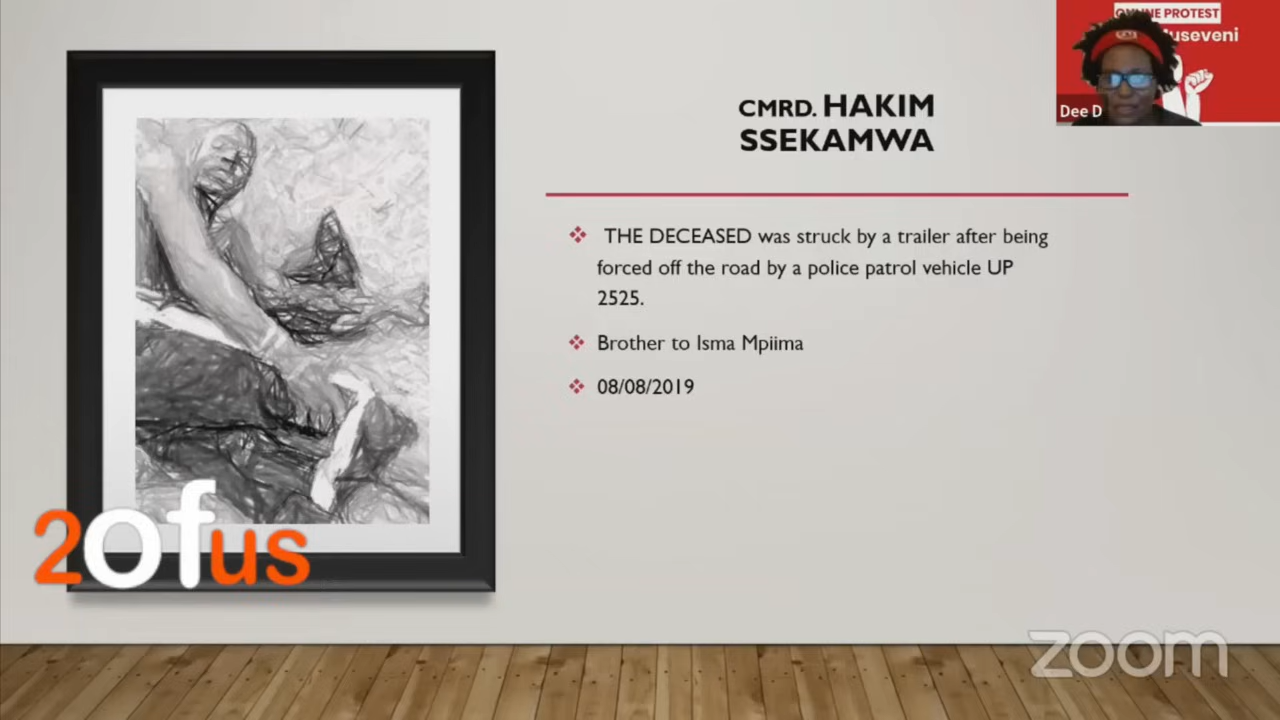 ONLINE PROTEST
Museveni
Dee D
CMRD. HAKIM
SSEKAMWA
THE DECEASED was struck by a trailer after being
forced off the road by a police patrol vehicle UP
2525.
Brother to Isma Mpiima
08/08/2019
2ofus
zoom